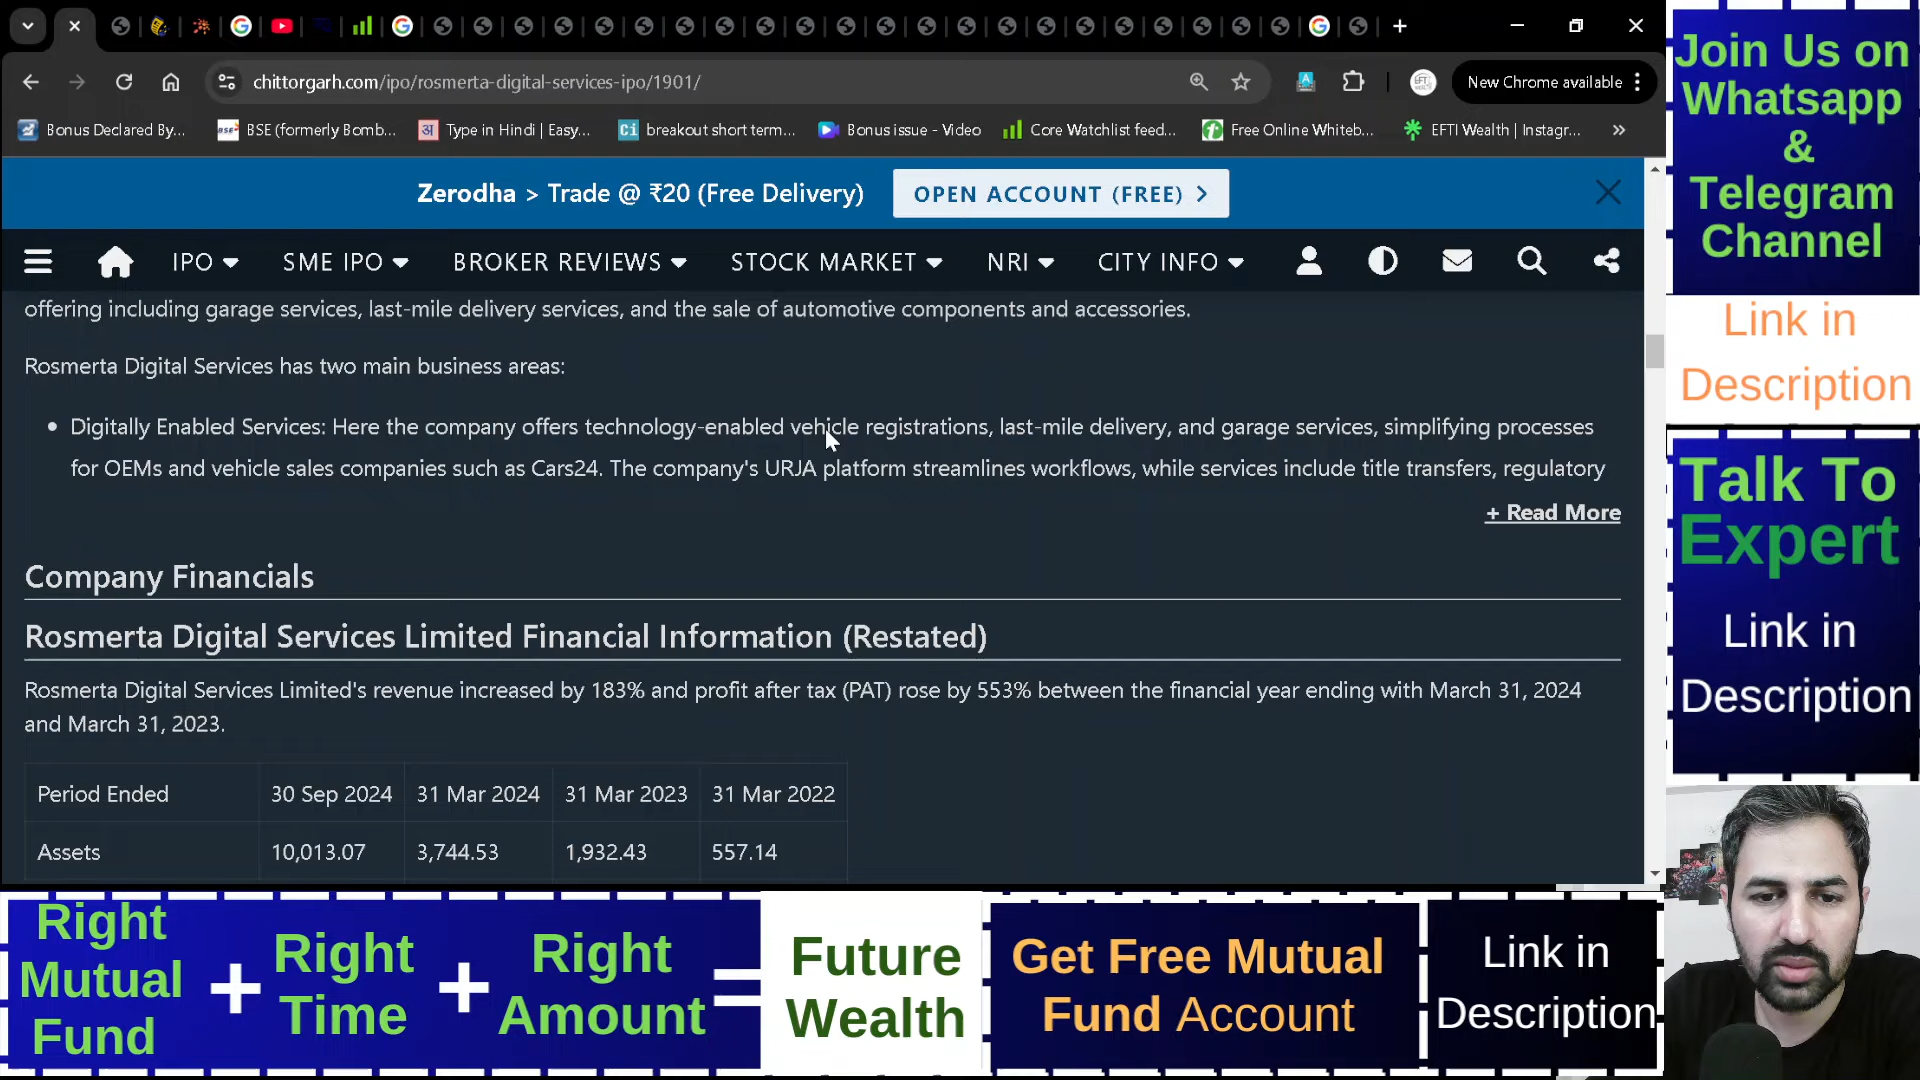 chittorgarh.com/ipo/rosmerta-digital-services-ipo/1901/
New Chrome available
Bonus Declared By...
BSE (formerly Bomb...
Type in Hindi | Easy...
breakout short term...
Bonus issue - Video
Core Watchlist feed...
Free Online Whiteb...
EFTI Wealth | Instagr...
Zerodha > Trade @ ₹20 (Free Delivery)
OPEN ACCOUNT (FREE)
IPO
SME IPO
BROKER REVIEWS
STOCK MARKET
NRI
CITY INFO
offering including garage services, last-mile delivery services, and the sale of automotive components and accessories.
Rosmerta Digital Services has two main business areas:
• Digitally Enabled Services: Here the company offers technology-enabled vehicle registrations, last-mile delivery, and garage services, simplifying processes
for OEMs and vehicle sales companies such as Cars24. The company's URJA platform streamlines workflows, while services include title transfers, regulatory
+ Read More
Company Financials
Rosmerta Digital Services Limited Financial Information (Restated)
Rosmerta Digital Services Limited's revenue increased by 183% and profit after tax (PAT) rose by 553% between the financial year ending with March 31, 2024
and March 31, 2023.
Period Ended 30 Sep 2024 31 Mar 2024 31 Mar 2023 31 Mar 2022
Assets 10,013.07 3,744.53 1,932.43 557.14
Join Us on
Whatsapp
&
Telegram
Channel
Link in
Description
Talk To
Expert
Link in
Description
Right
Mutual
Fund
+
Right
Time
+
Right
Amount
=
Future
Wealth
Get Free Mutual
Fund Account
Link in
Description